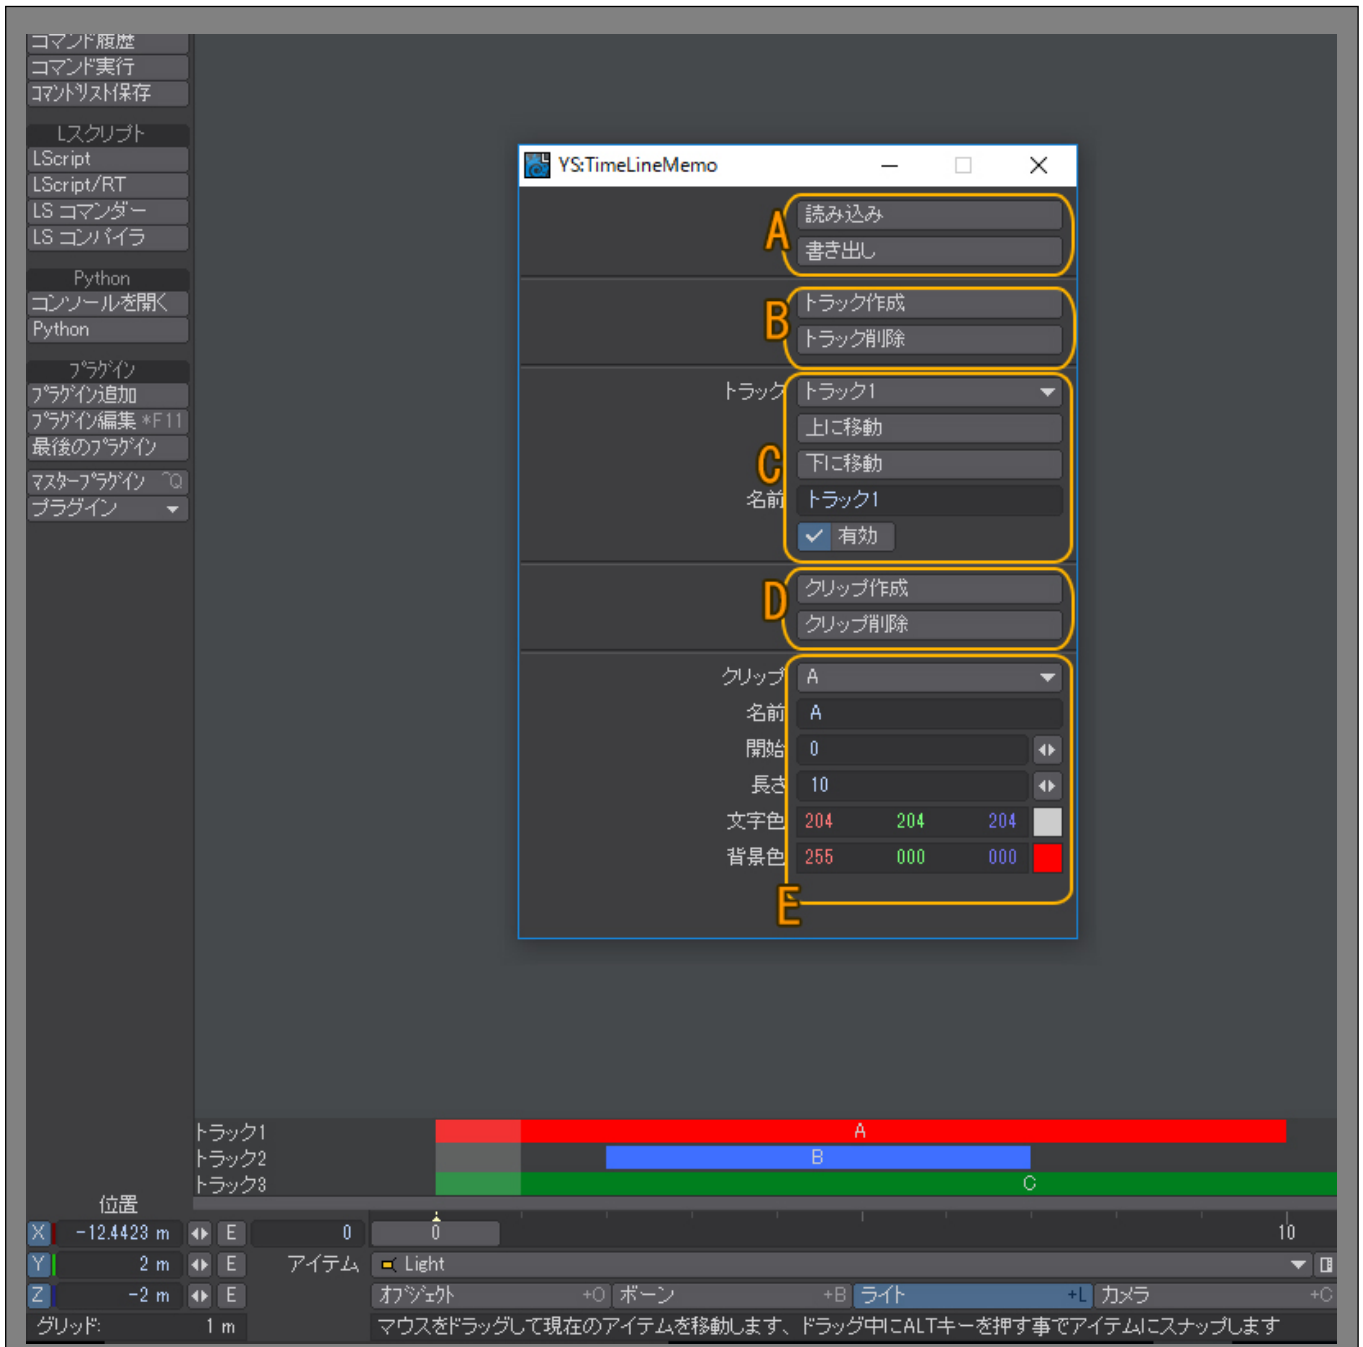 コマンド履歴
コマンド実行
コマンドリスト保存
Lスクリプト
LScript
LScript/RT
LS コマンダー
LS コンパイラ
Python
コンソールを開く
Python
プラグイン
プラグイン追加
プラグイン編集 *F11
最後のプラグイン
マスタープラグイン ^Q
プラグイン
YS:TimeLineMemo
A
読み込み
書き出し
B
トラック作成
トラック削除
トラック トラック1
上に移動
C
下に移動
名前 トラック1
有効
D
クリップ作成
クリップ削除
クリップ A
名前 A
開始 0
長さ 10
文字色 204 204 204
背景色 255 000 000
E
トラック1 A
トラック2 B
トラック3 C
位置
X -12.4423 m E 0 0 10
Y 2 m E アイテム Light
Z -2 m E オブジェクト +O ボーン +B ライト +L カメラ +C
グリッド: 1 m マウスをドラッグして現在のアイテムを移動します、ドラッグ中にALTキーを押す事でアイテムにスナップします